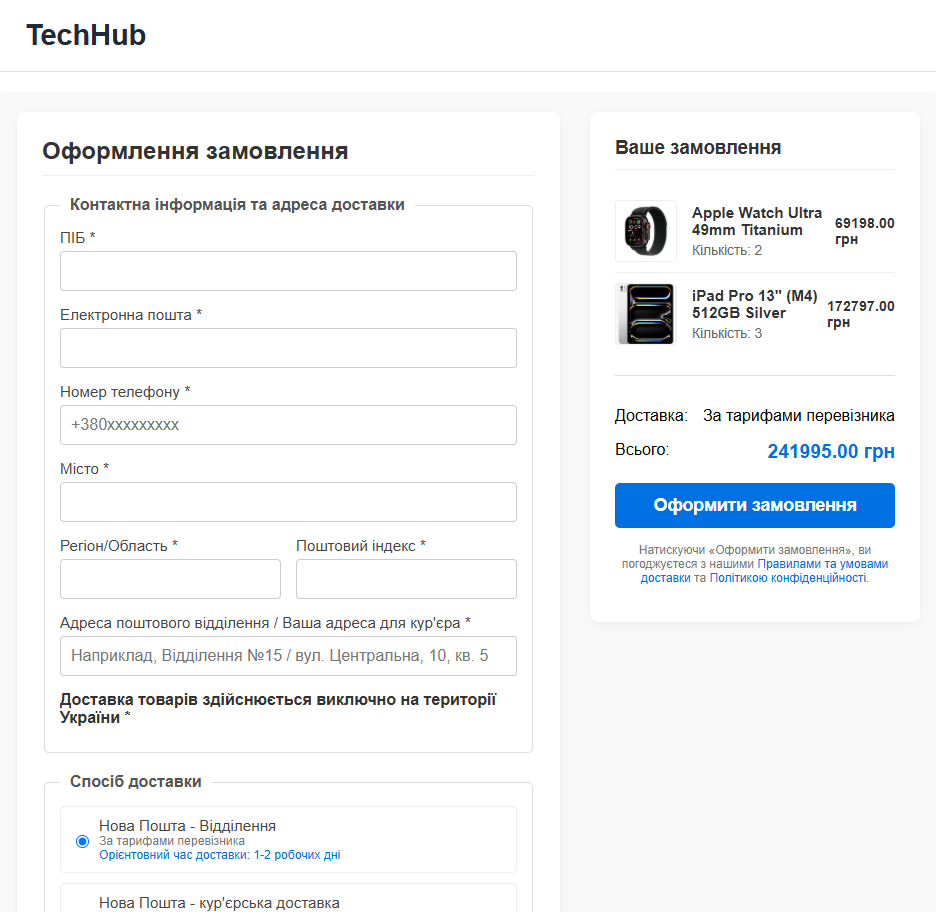 TechHub
Оформлення замовлення
Контактна інформація та адреса доставки
ПІБ *
Електронна пошта *
Номер телефону *
+380xxxxxxxxx
Місто *
Регіон/Область *
Поштовий індекс *
Адреса поштового відділення / Ваша адреса для кур'єра *
Наприклад, Відділення №15 / вул. Центральна, 10, кв. 5
Доставка товарів здійснюється виключно на території
України *
Спосіб доставки
Нова Пошта - Відділення
За тарифами перевізника
Орієнтовний час доставки: 1-2 робочих дні
Нова Пошта - кур'єрська доставка
Ваше замовлення
Apple Watch Ultra
49mm Titanium
Кількість: 2
69198.00
грн
iPad Pro 13" (M4)
512GB Silver
Кількість: 3
172797.00
грн
Доставка: За тарифами перевізника
Всього: 241995.00 грн
Оформити замовлення
Натискуючи «Оформити замовлення», ви
погоджуєтеся з нашими Правилами та умовами
доставки та Політикою конфіденційності.